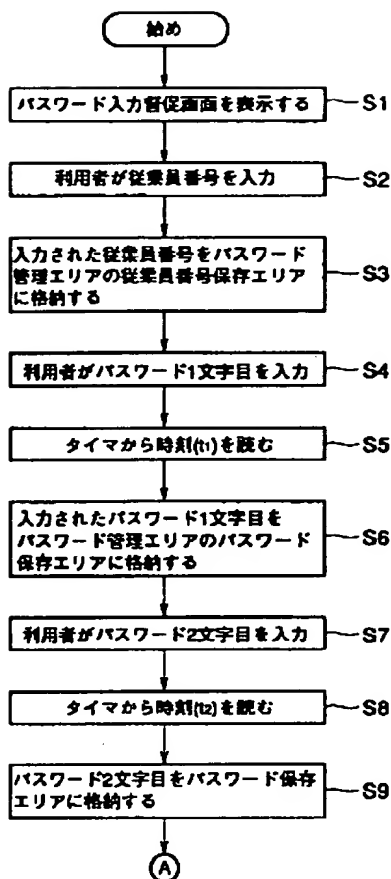 始め
パスワード入力督促画面を表示する
S1
利用者が従業員番号を入力
S2
入力された従業員番号をパスワード
管理エリアの従業員番号保存エリア
に格納する
S3
利用者がパスワード1文字目を入力
S4
タイマから時刻(t1)を読む
S5
入力されたパスワード1文字目を
パスワード管理エリアのパスワード
保存エリアに格納する
S6
利用者がパスワード2文字目を入力
S7
タイマから時刻(t2)を読む
S8
パスワード2文字目をパスワード保存
エリアに格納する
S9
A